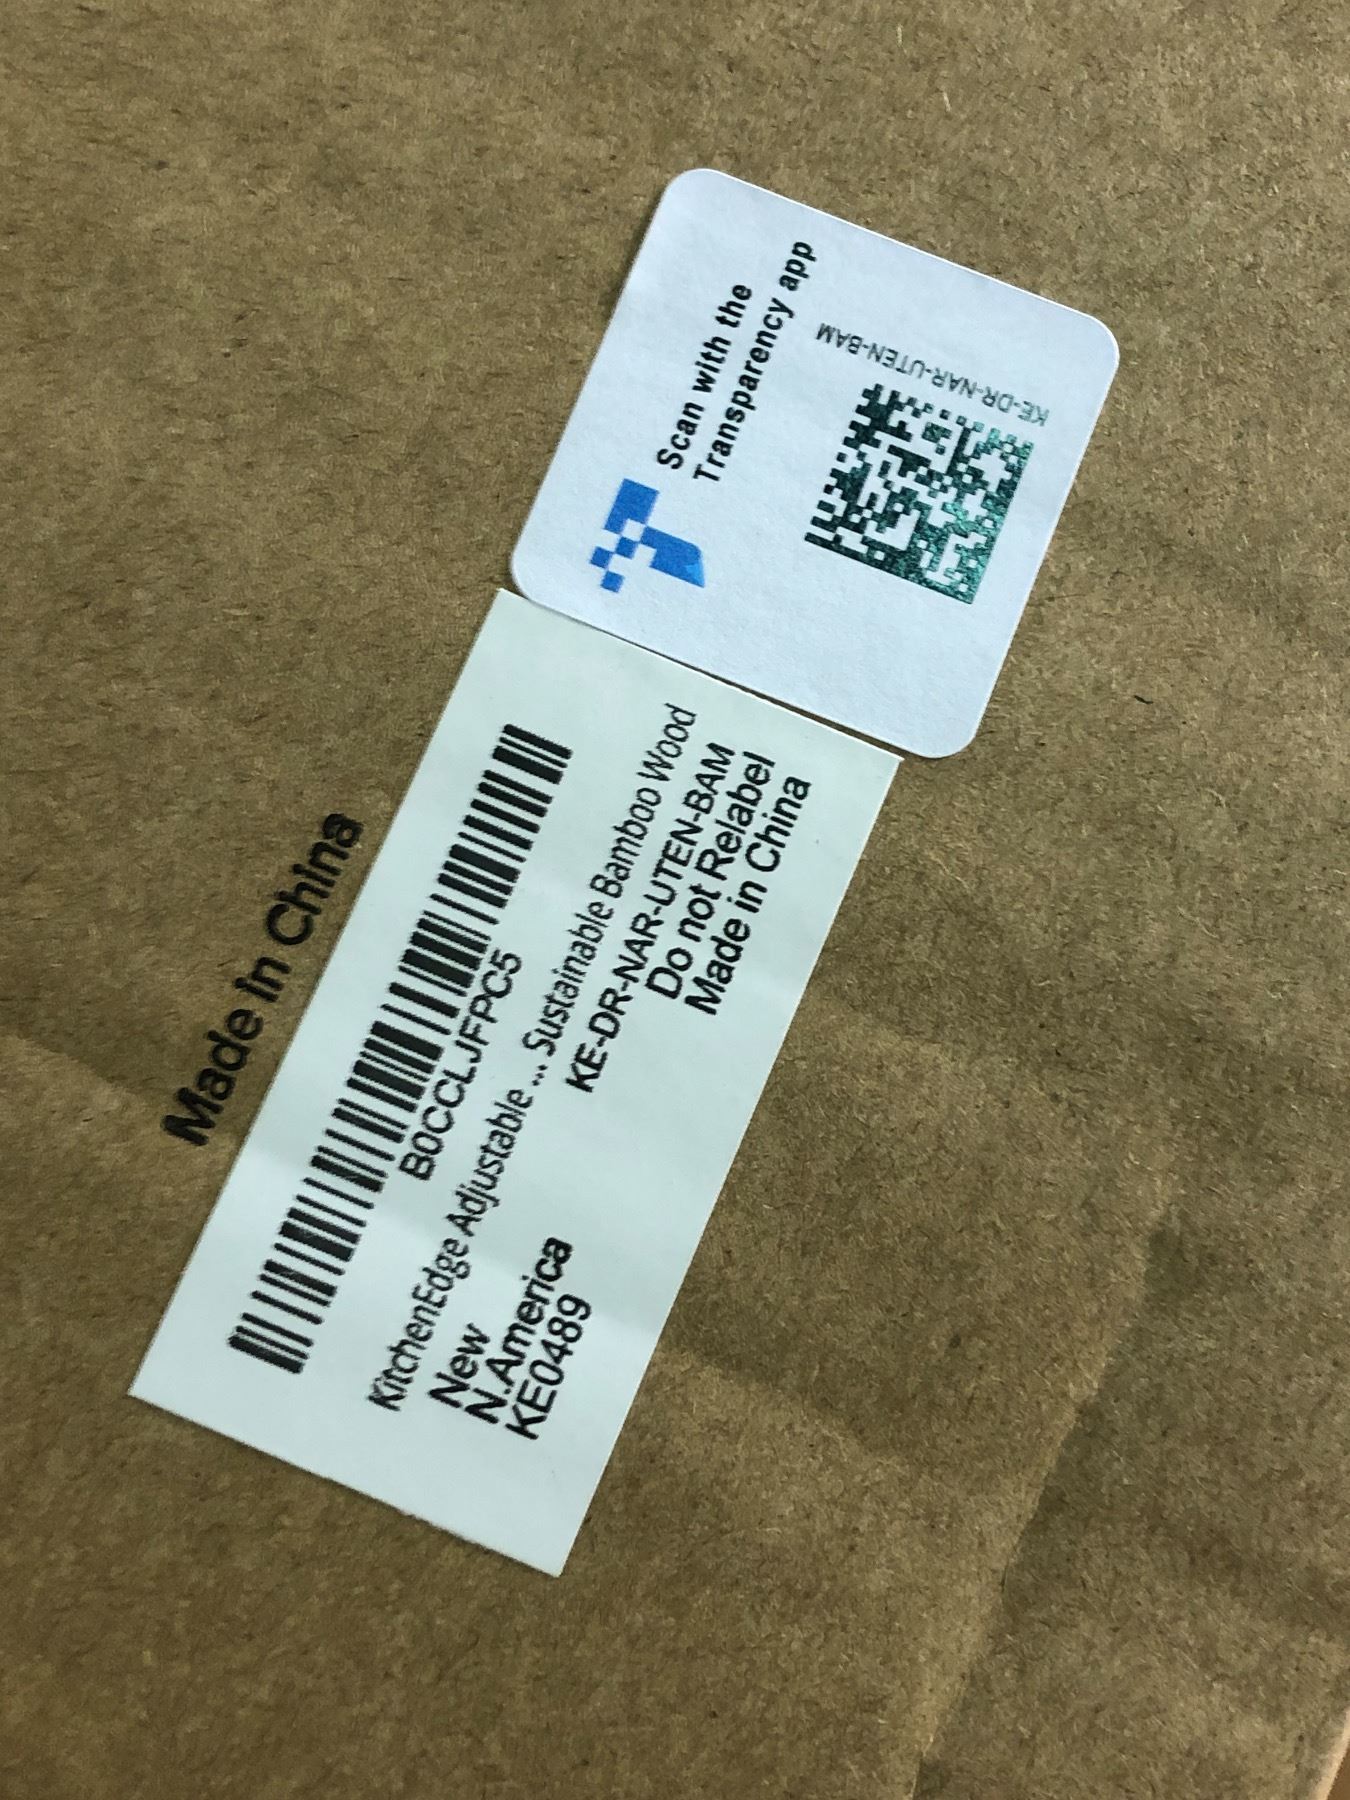 Made in China
B0CCLJFPC5
KitchenEdge Adjustable ... Sustainable Bamboo Wood
New
KE-DR-NAR-UTEN-BAM
N.America
Do not Relabel
KE0489
Made in China
Scan with the
Transparency app
KE-DR-NAR-UTEN-BAM